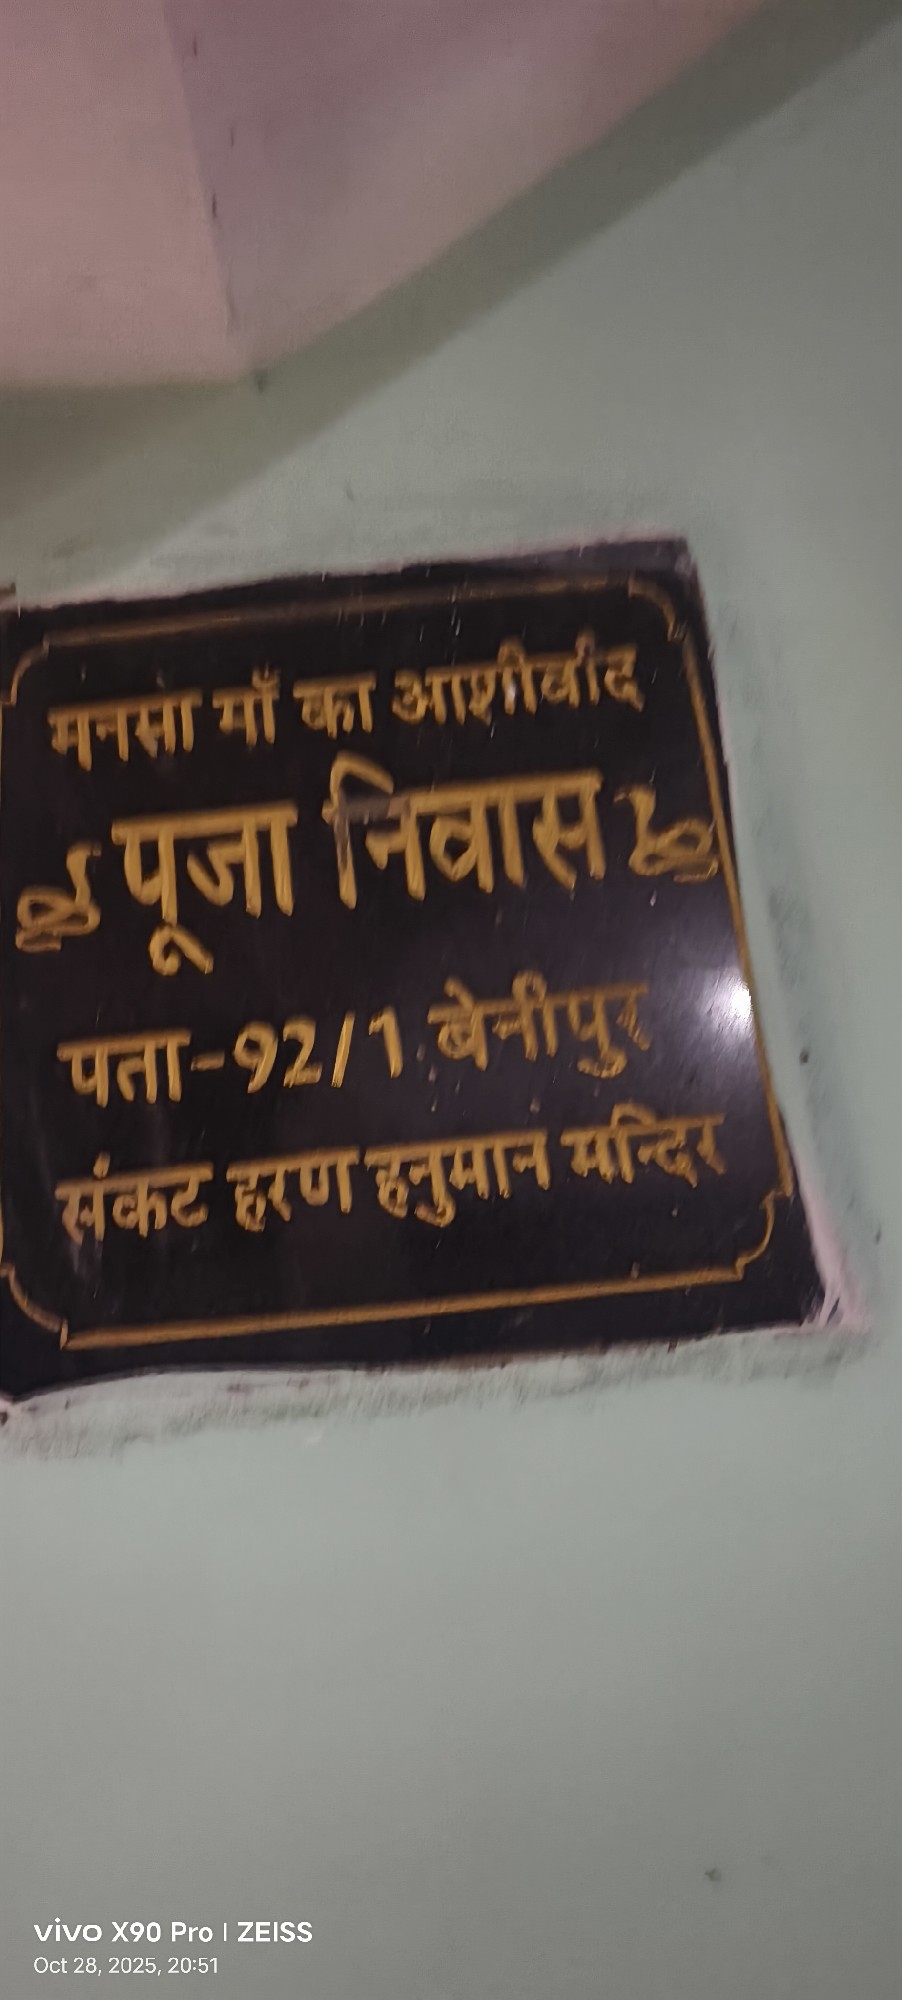 मनसा माँ का आशीर्वाद
पूजा निवास
पता-92/1 बेनीपुर
संकट हरण हनुमान मन्दिर
vivo X90 Pro | ZEISS
Oct 28, 2025, 20:51